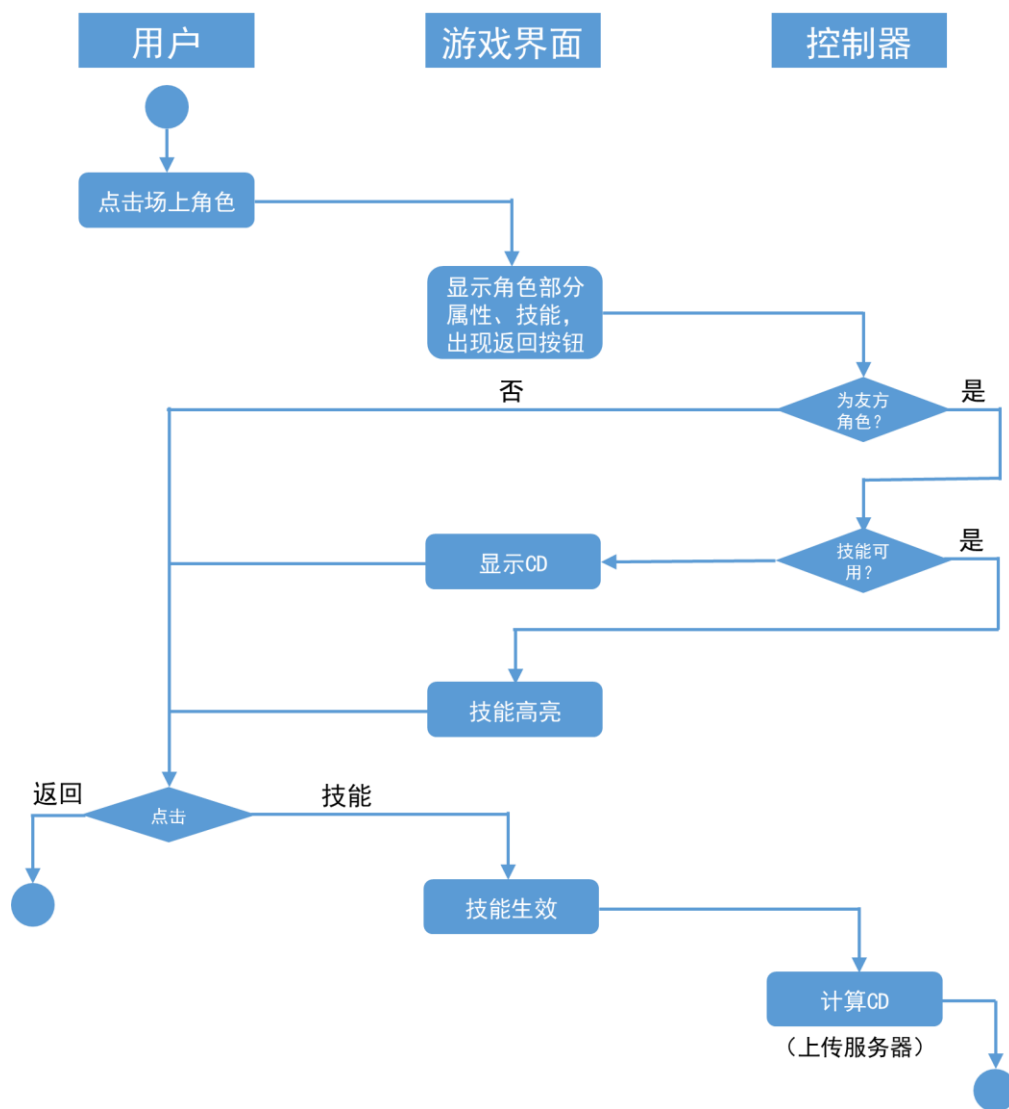 用户
游戏界面
控制器
点击场上角色
显示角色部分
属性、技能，
出现返回按钮
否
为友方
角色？
是
显示CD
技能可
用？
是
技能高亮
返回
点击
技能
技能生效
计算CD
（上传服务器）